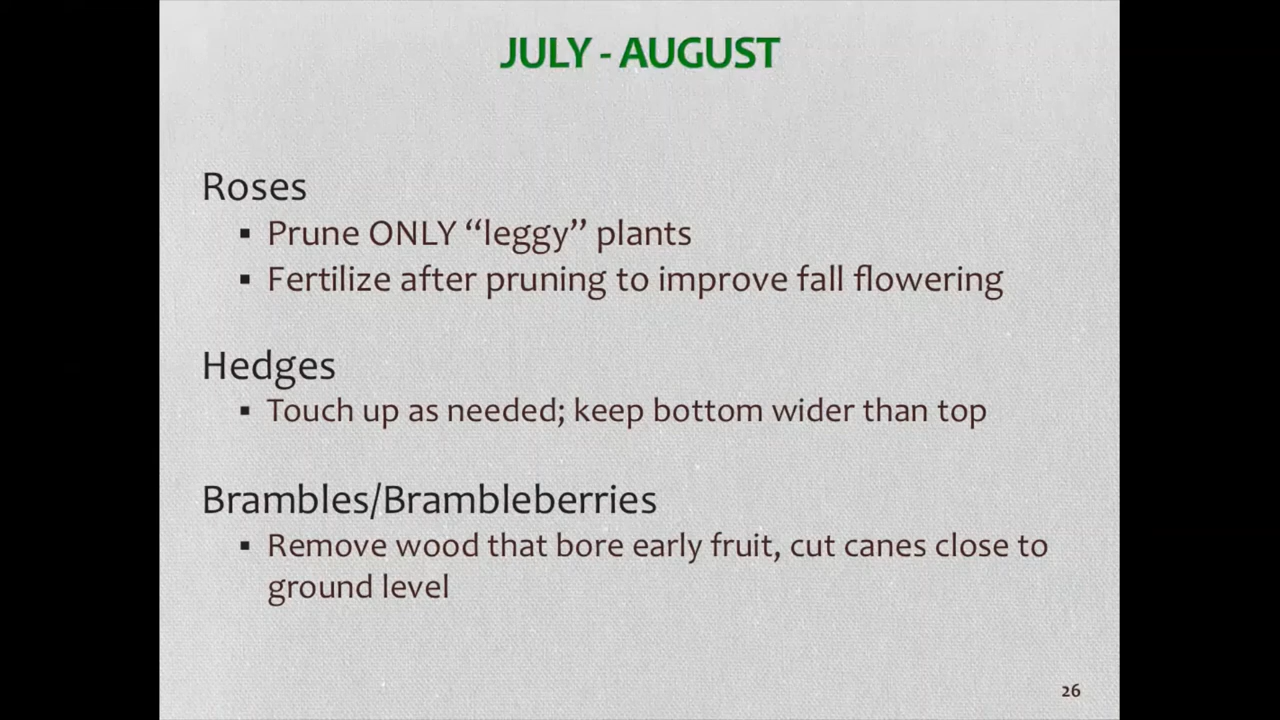 JULY - AUGUST
Roses
▪ Prune ONLY “leggy” plants
▪ Fertilize after pruning to improve fall flowering
Hedges
▪ Touch up as needed; keep bottom wider than top
Brambles/Brambleberries
▪ Remove wood that bore early fruit, cut canes close to
ground level
26